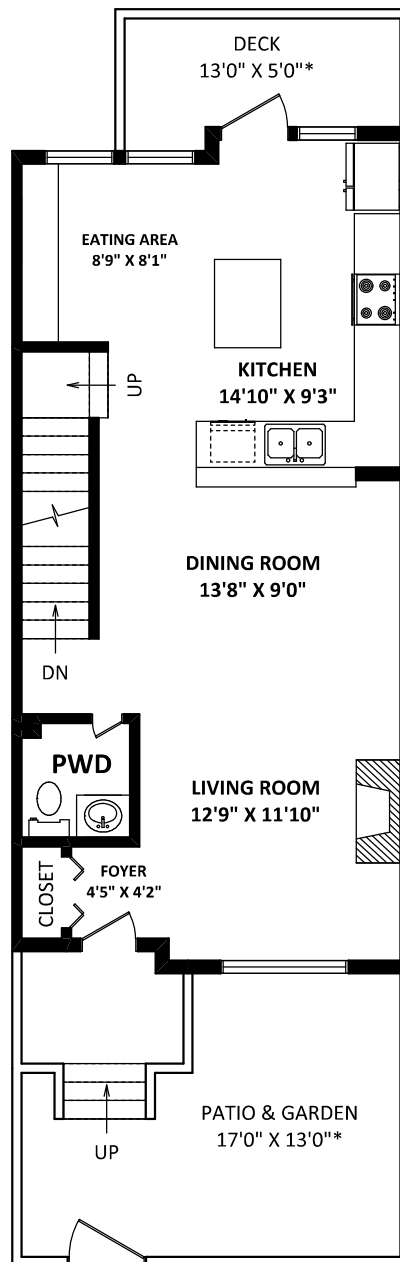 DECK
13'0" X 5'0"*
EATING AREA
8'9" X 8'1"
KITCHEN
14'10" X 9'3"
UP
DINING ROOM
13'8" X 9'0"
DN
PWD
LIVING ROOM
12'9" X 11'10"
CLOSET
FOYER
4'5" X 4'2"
PATIO & GARDEN
17'0" X 13'0"*
UP